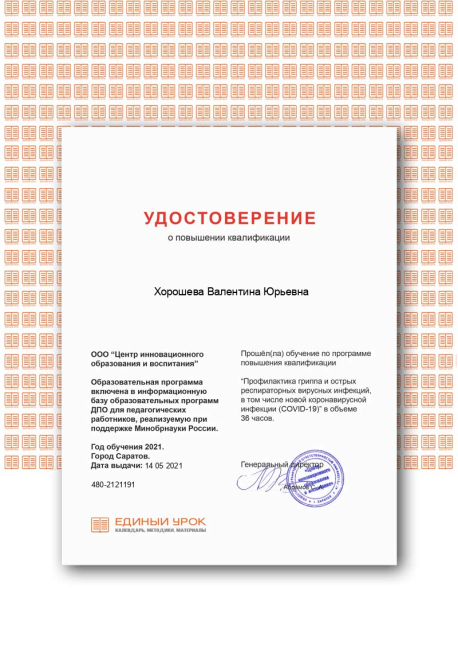 УДОСТОВЕРЕНИЕ
о повышении квалификации
Хорошева Валентина Юрьевна
ООО “Центр инновационного
образования и воспитания”
Образовательная программа
включена в информационную
базу образовательных программ
ДПО для педагогических
работников, реализуемую при
поддержке Минобрнауки России.
Год обучения 2021.
Город Саратов.
Дата выдачи: 14 05 2021
480-2121191
Прошёл(ла) обучение по программе
повышения квалификации
“Профилактика гриппа и острых
респираторных вирусных инфекций,
в том числе новой коронавирусной
инфекции (COVID-19)” в объеме
36 часов.
Генеральный директор
ЕДИНЫЙ УРОК
КАЛЕНДАРЬ. МЕТОДИКИ. МАТЕРИАЛЫ